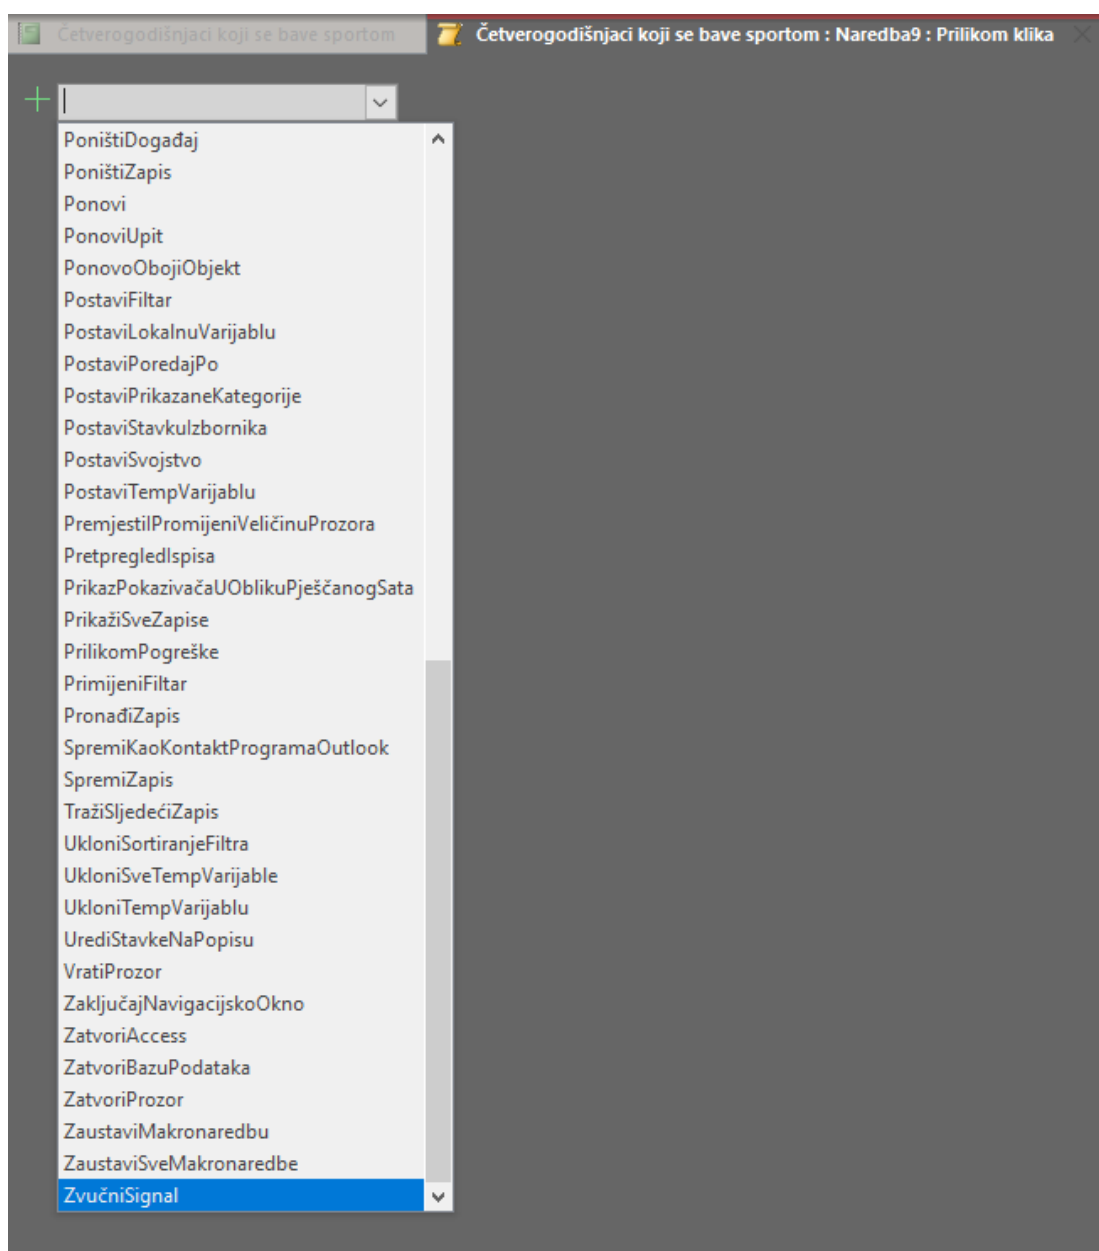 Četverogodišnjaci koji se bave sportom
Četverogodišnjaci koji se bave sportom : Naredba9 : Prilikom klika
PoništiDogađaj
PoništiZapis
Ponovi
PonoviUpit
PonovoObojiObjekt
PostaviFiltar
PostaviLokalnuVarijablu
PostaviPoredajPo
PostaviPrikazaneKategorije
PostaviStavkuIzbornika
PostaviSvojstvo
PostaviTempVarijablu
PremjestiIPromijeniVeličinuProzora
PretpregledIspisa
PrikazPokazivačaUOblikuPješčanogSata
PrikažiSveZapise
PrilikomPogreške
PrimijeniFiltar
PronađiZapis
SpremiKaoKontaktProgramaOutlook
SpremiZapis
TražiSljedećiZapis
UkloniSortiranjeFiltra
UkloniSveTempVarijable
UkloniTempVarijablu
UrediStavkeNaPopisu
VratiProzor
ZaključajNavigacijskoOkno
ZatvoriAccess
ZatvoriBazuPodataka
ZatvoriProzor
ZaustaviMakronaredbu
ZaustaviSveMakronaredbe
ZvučniSignal